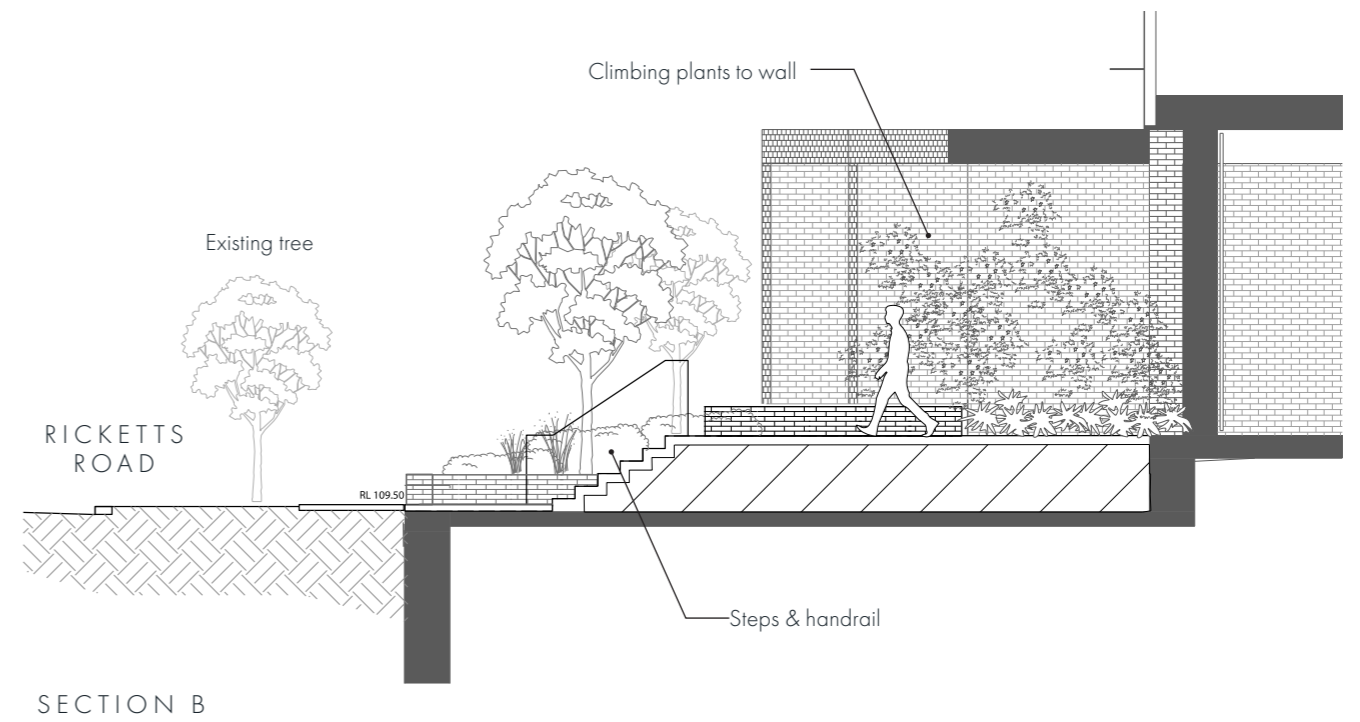 Climbing plants to wall
Existing tree
RICKETTS
ROAD
RL 109.50
Steps & handrail
SECTION B